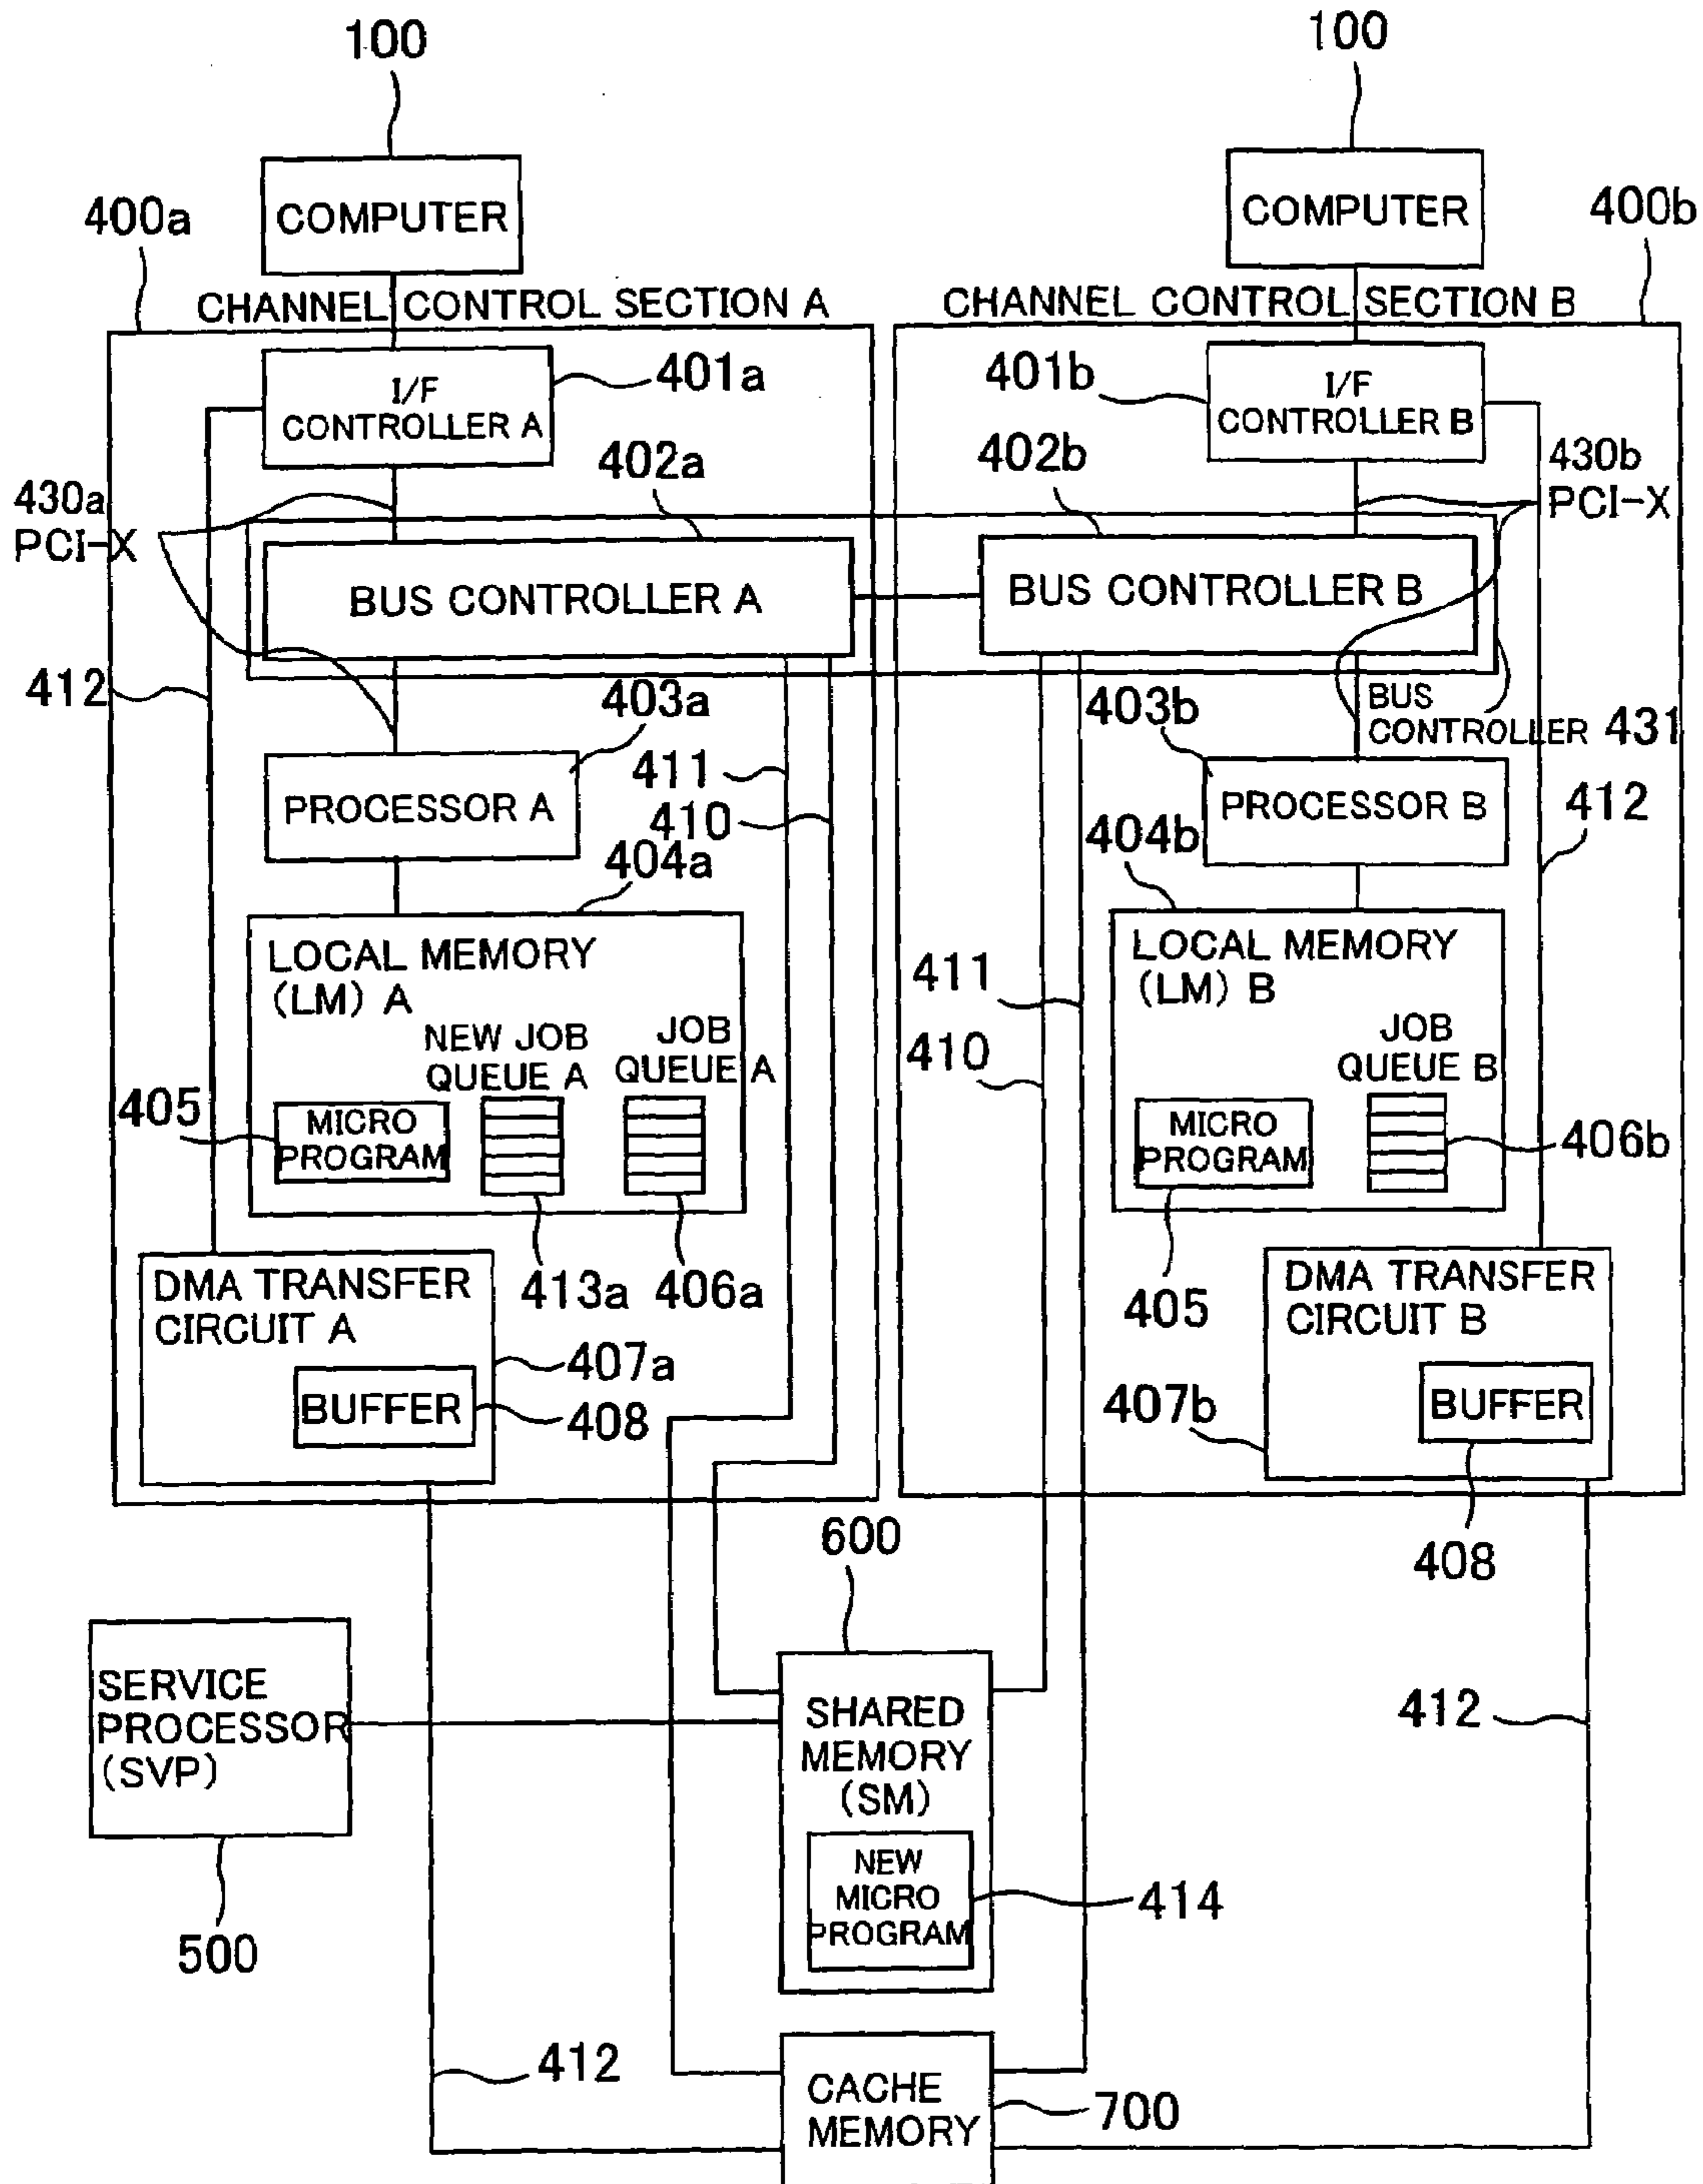 100
100
COMPUTER
COMPUTER
400a
400b
CHANNEL CONTROL SECTION A
CHANNEL CONTROL SECTION B
I/F
CONTROLLER A
401a
401b
I/F
CONTROLLER B
402a
402b
430a
PCI-X
430b
PCI-X
BUS CONTROLLER A
BUS CONTROLLER B
412
403a
403b
BUS
CONTROLLER 431
411
410
PROCESSOR A
PROCESSOR B
412
404a
404b
LOCAL MEMORY
(LM) A
NEW JOB
QUEUE A
JOB
QUEUE A
405
MICRO
PROGRAM
413a
406a
411
410
LOCAL MEMORY
(LM) B
JOB
QUEUE B
MICRO
PROGRAM
406b
405
DMA TRANSFER
CIRCUIT A
407a
BUFFER
408
DMA TRANSFER
CIRCUIT B
407b
BUFFER
408
600
SERVICE
PROCESSOR
(SVP)
500
SHARED
MEMORY
(SM)
NEW
MICRO
PROGRAM
414
412
412
CACHE
MEMORY
700